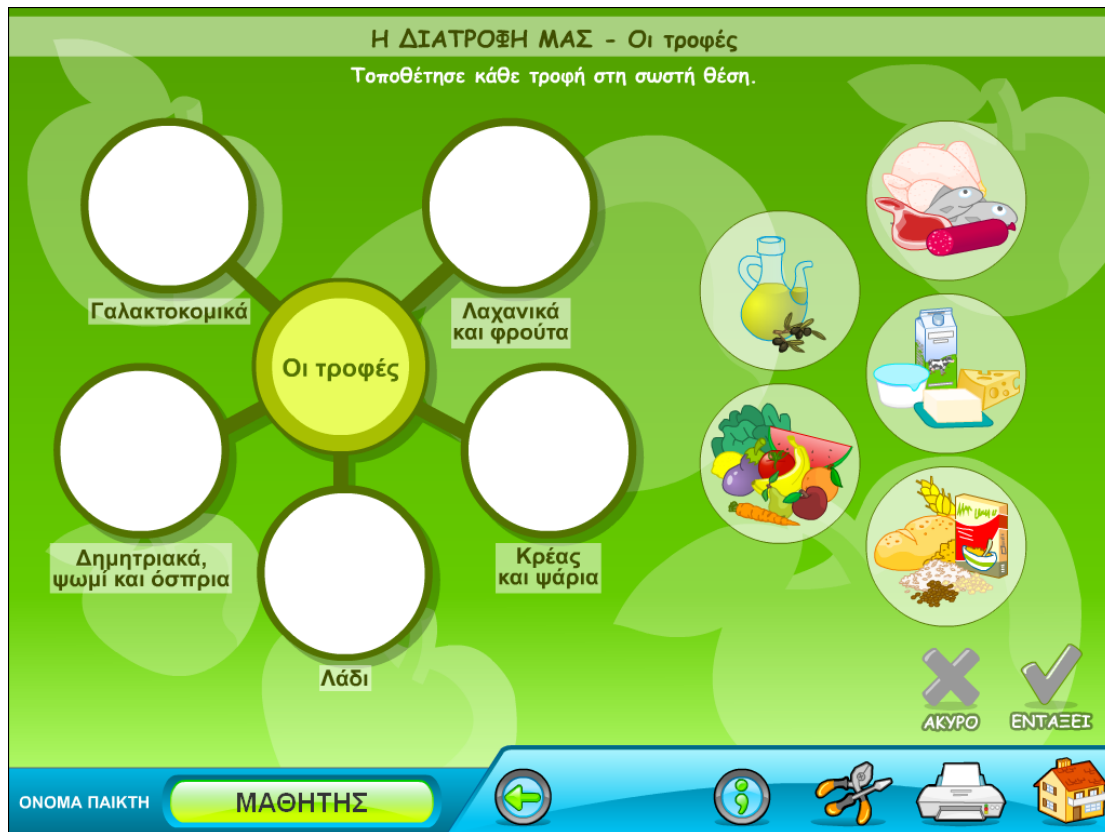 Η ΔΙΑΤΡΟΦΗ ΜΑΣ - Οι τροφές
Τοποθέτησε κάθε τροφή στη σωστή θέση.
Γαλακτοκομικά
Λαχανικά
και φρούτα
Οι τροφές
Δημητριακά,
ψωμί και όσπρια
Κρέας
και ψάρια
Λάδι
ΑΚΥΡΟ
ΕΝΤΑΞΕΙ
ΟΝΟΜΑ ΠΑΙΚΤΗ
ΜΑΘΗΤΗΣ